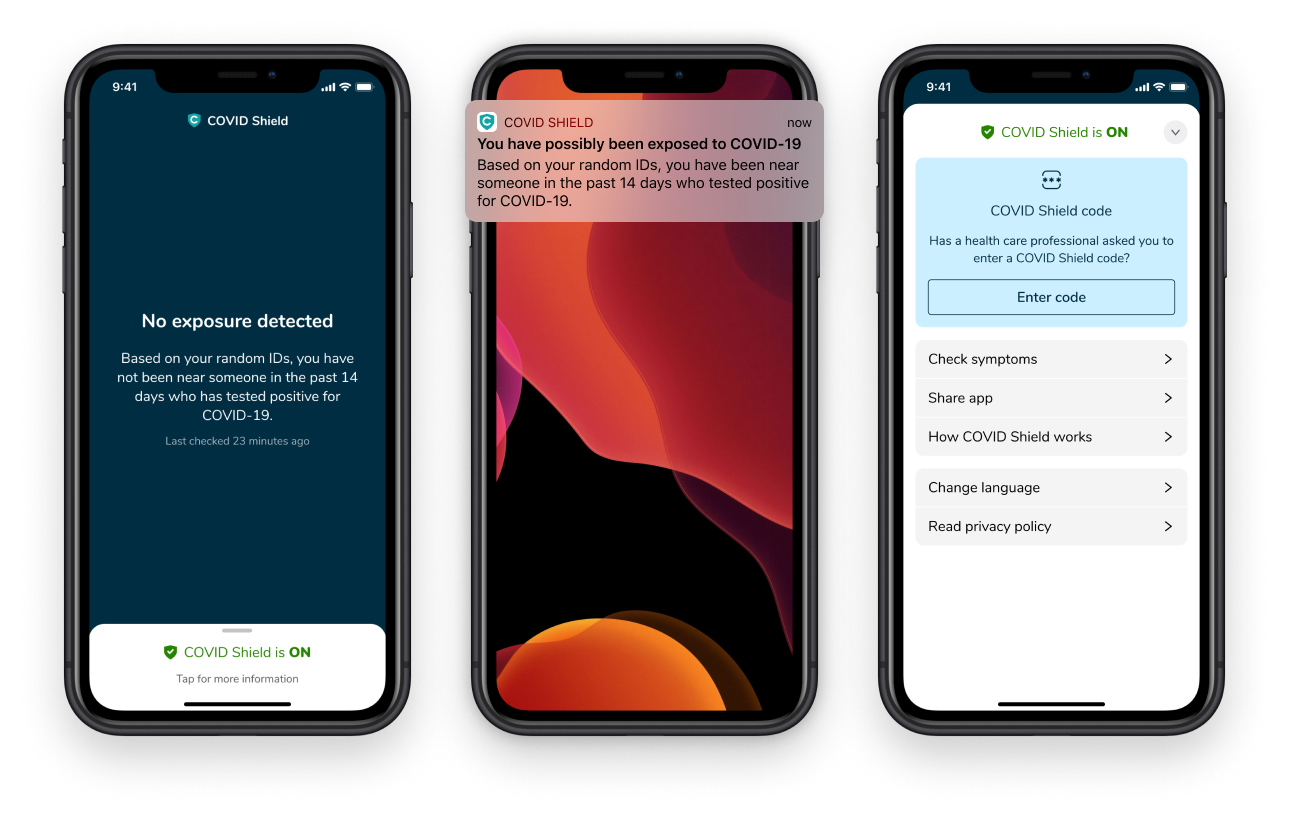 9:41
COVID Shield
No exposure detected
Based on your random IDs, you have
not been near someone in the past 14
days who has tested positive for
COVID-19.
Last checked 23 minutes ago
COVID Shield is ON
Tap for more information
COVID SHIELD
now
You have possibly been exposed to COVID-19
Based on your random IDs, you have been near
someone in the past 14 days who tested positive
for COVID-19.
9:41
COVID Shield is ON
***
COVID Shield code
Has a health care professional asked you to
enter a COVID Shield code?
Enter code
Check symptoms
Share app
How COVID Shield works
Change language
Read privacy policy